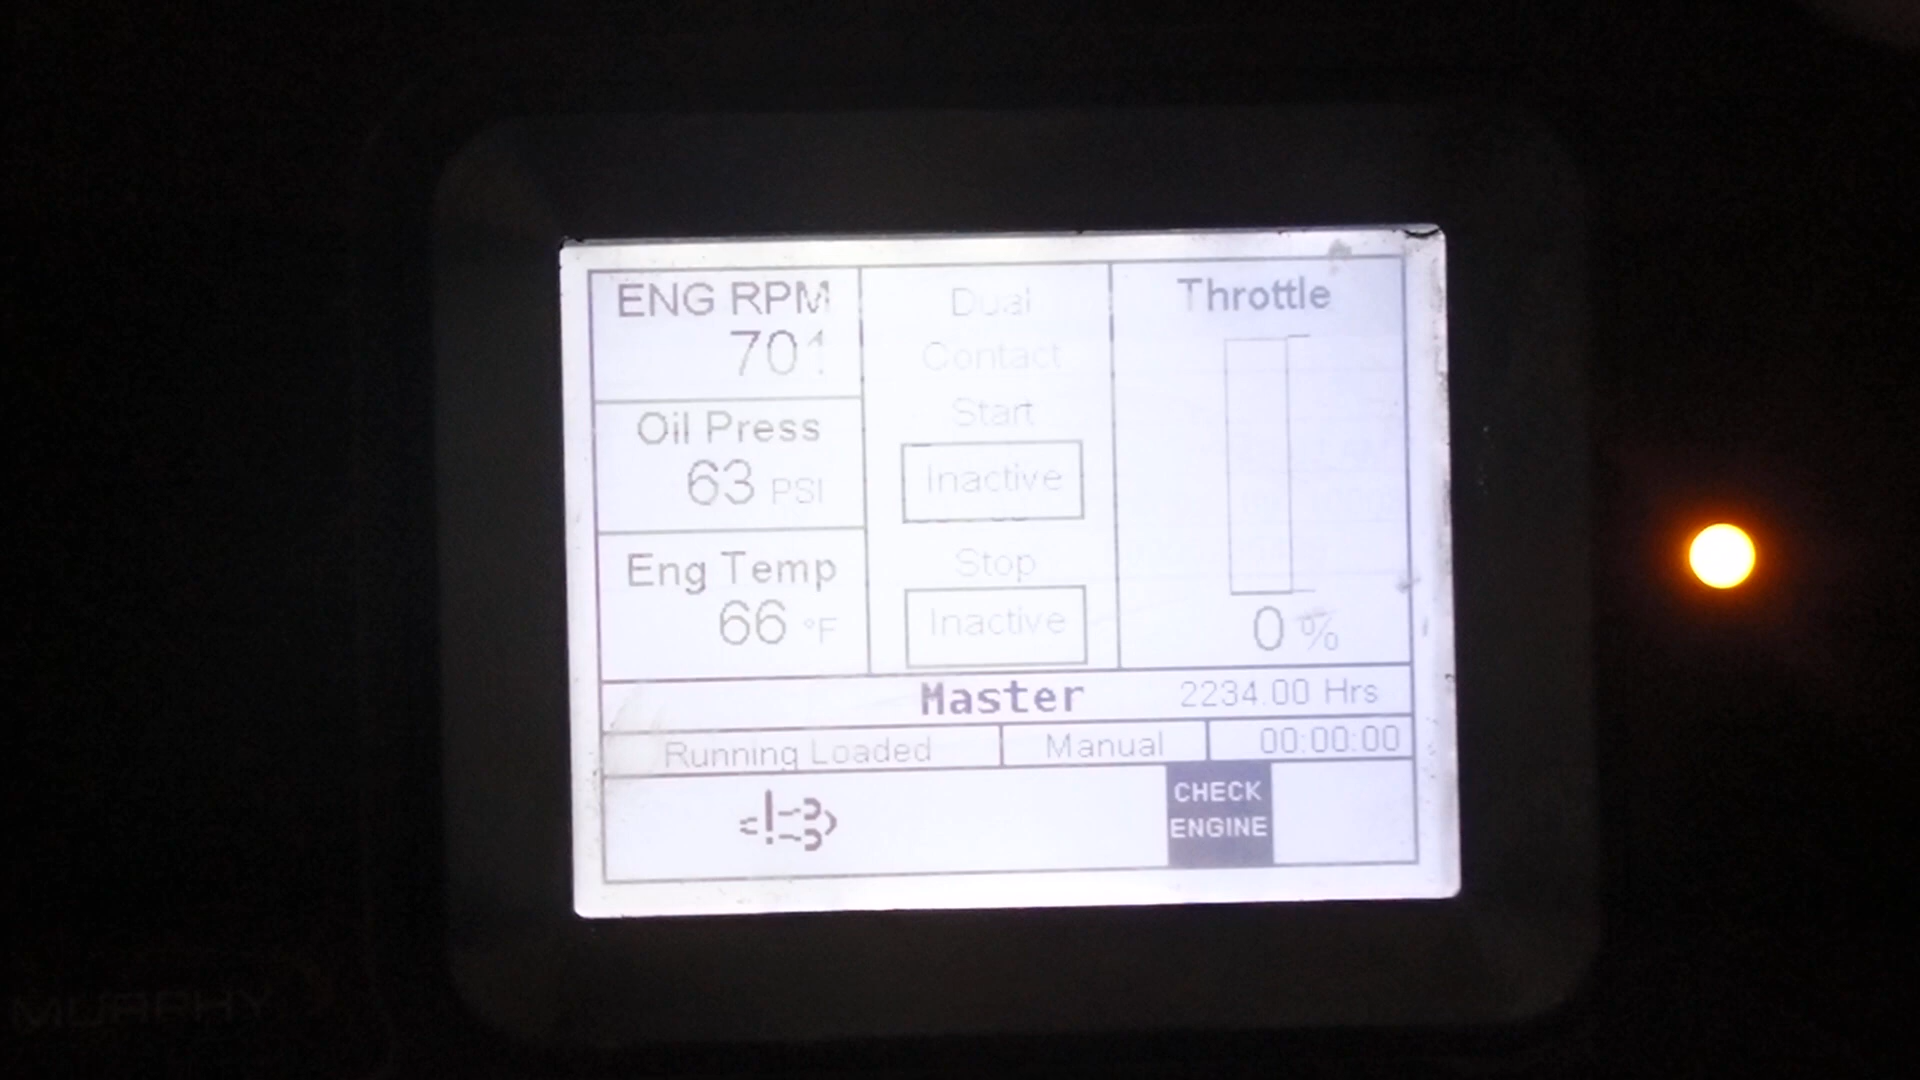 ENG RPM
701
Oil Press
63 PSI
Eng Temp
66 °F
Dual
Contact
Start
Inactive
Stop
Inactive
Throttle
0 %
Master 2234.00 Hrs
Running Loaded Manual 00:00:00
CHECK
ENGINE
MURPHY